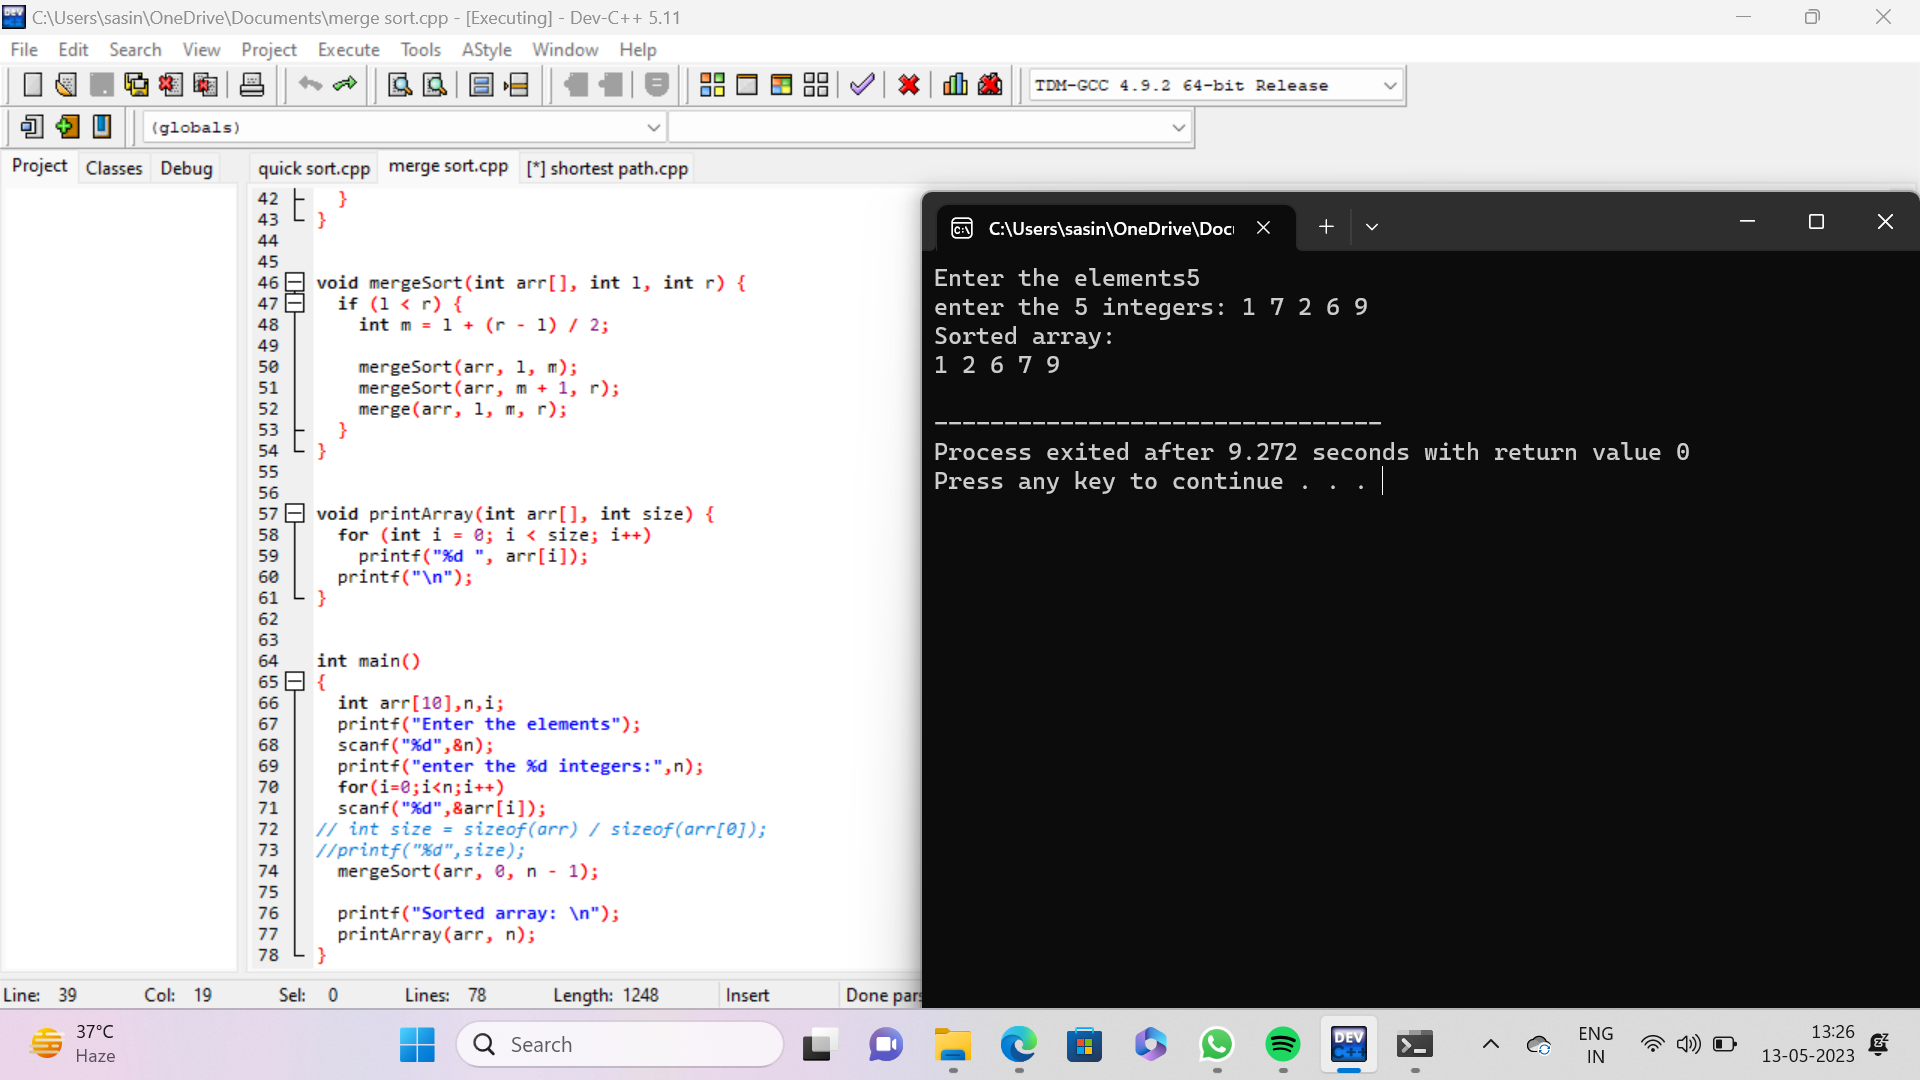 C:\Users\sasin\OneDrive\Documents\merge sort.cpp - [Executing] - Dev-C++ 5.11
File Edit Search View Project Execute Tools AStyle Window Help
TDM-GCC 4.9.2 64-bit Release
(globals)
Project Classes Debug quick sort.cpp merge sort.cpp [*] shortest path.cpp
42 }
43 }
44
45
46 void mergeSort(int arr[], int l, int r) {
47 if (l < r) {
48 int m = l + (r - l) / 2;
49
50 mergeSort(arr, l, m);
51 mergeSort(arr, m + 1, r);
52 merge(arr, l, m, r);
53 }
54 }
55
56
57 void printArray(int arr[], int size) {
58 for (int i = 0; i < size; i++)
59 printf("%d ", arr[i]);
60 printf("\n");
61 }
62
63
64 int main()
65 {
66 int arr[10],n,i;
67 printf("Enter the elements");
68 scanf("%d",&n);
69 printf("enter the %d integers:",n);
70 for(i=0;i<n;i++)
71 scanf("%d",&arr[i]);
72 // int size = sizeof(arr) / sizeof(arr[0]);
73 //printf("%d",size);
74 mergeSort(arr, 0, n - 1);
75
76 printf("Sorted array: \n");
77 printArray(arr, n);
78 }
C:\Users\sasin\OneDrive\Docu
Enter the elements5
enter the 5 integers: 1 7 2 6 9
Sorted array:
1 2 6 7 9
--------------------------------
Process exited after 9.272 seconds with return value 0
Press any key to continue . . .
Line: 39 Col: 19 Sel: 0 Lines: 78 Length: 1248 Insert Done pars
37°C
Haze
Search
DEV
C++
ENG
IN
13:26
13-05-2023